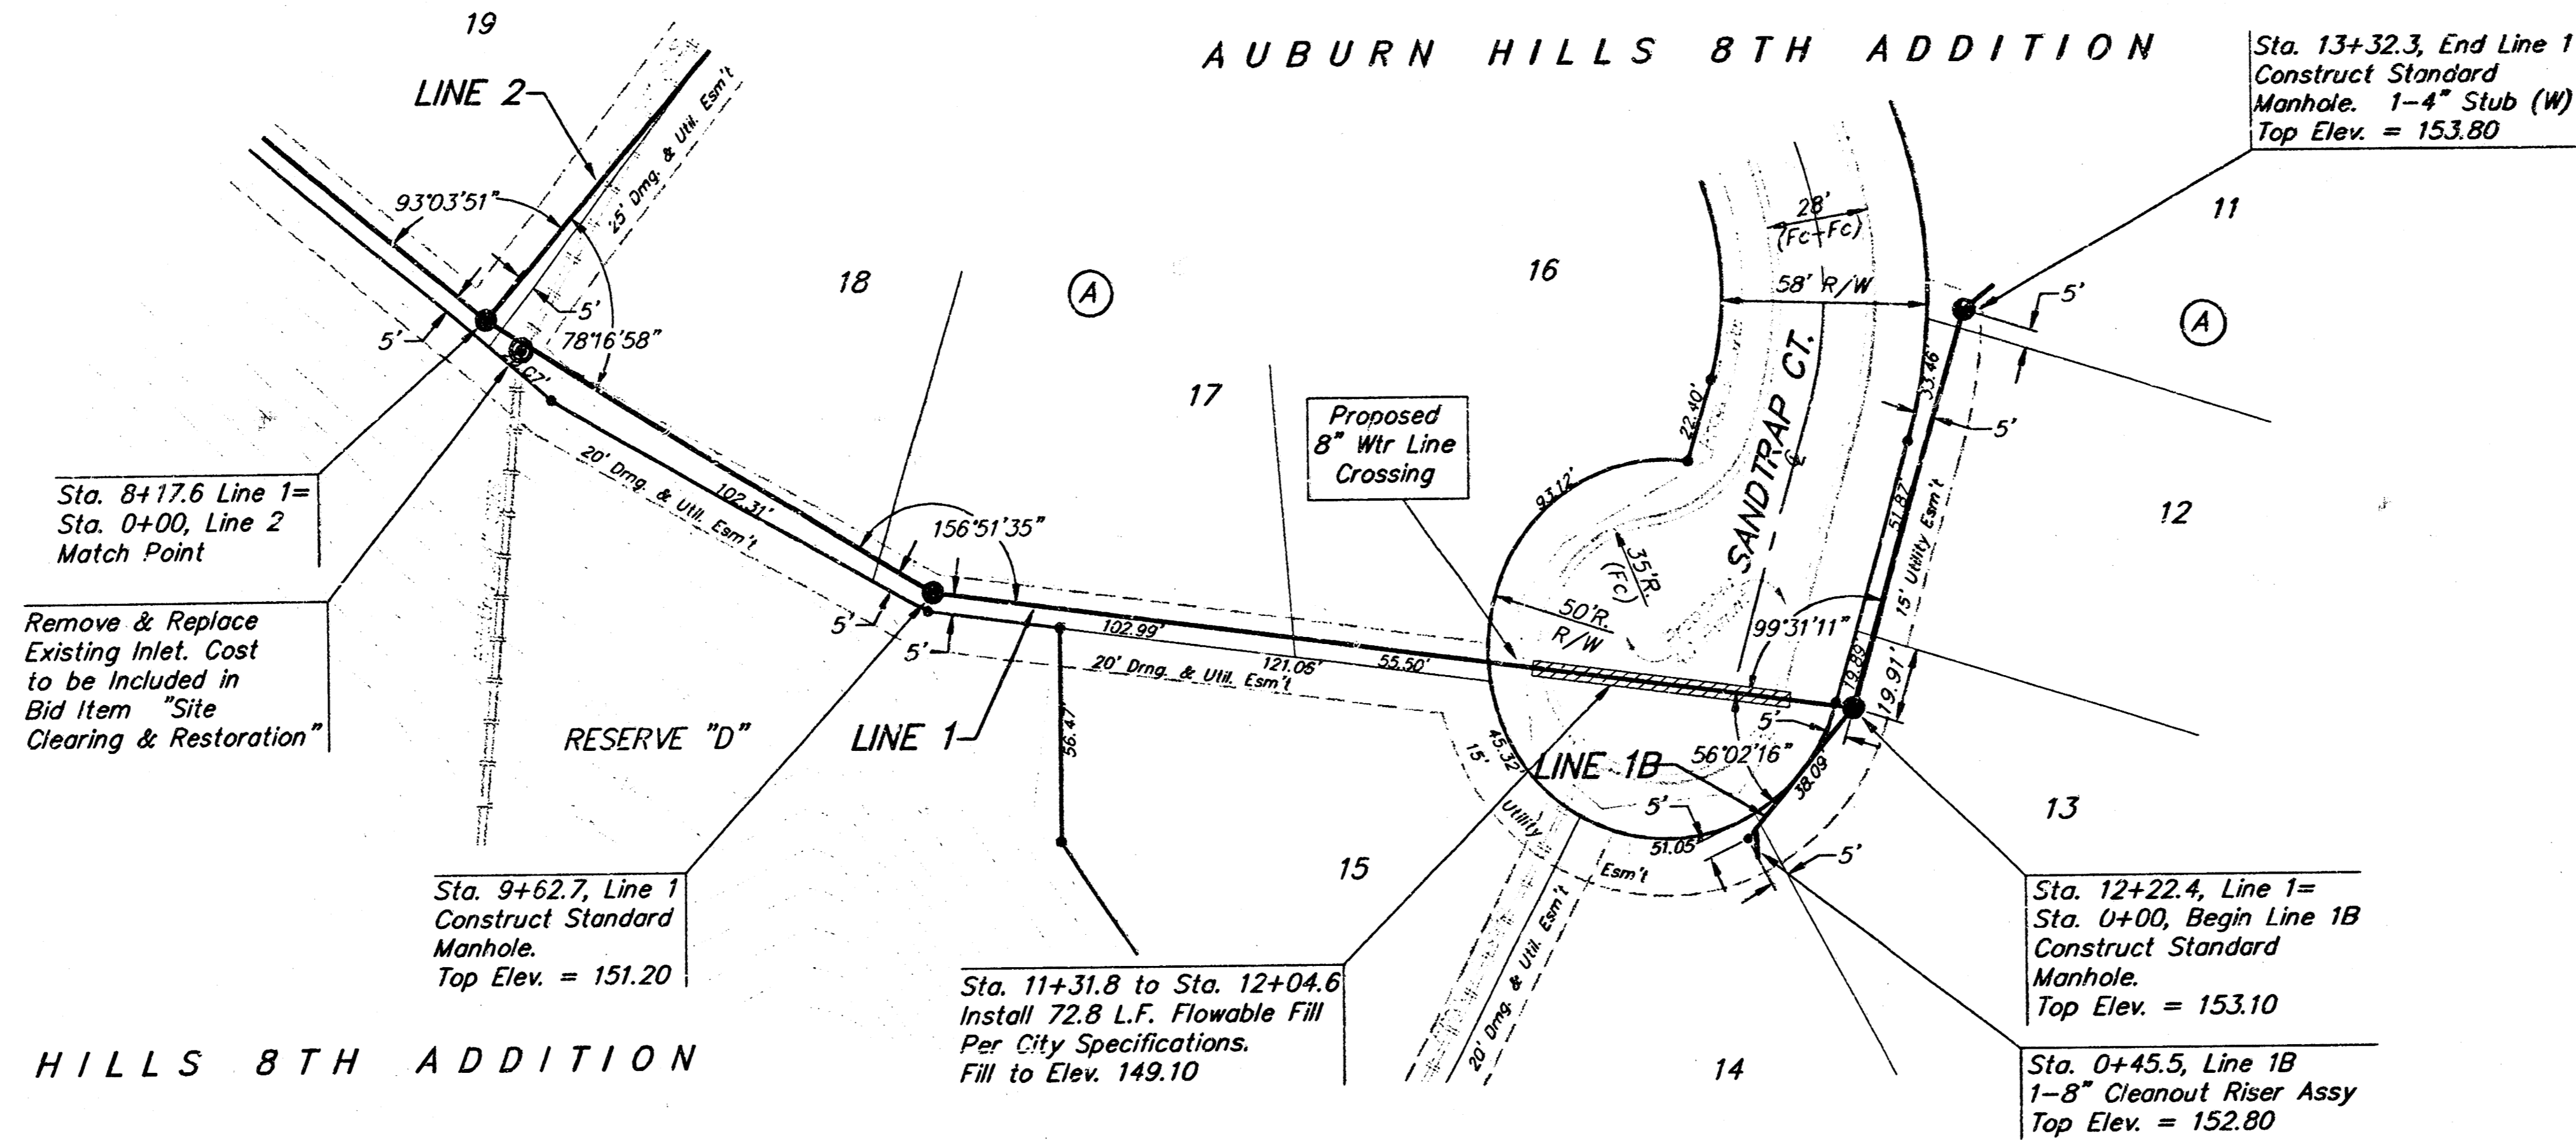 19
AUBURN HILLS 8TH ADDITION
Sta. 13+32.3, End Line 1
Construct Standard
Manhole. 1-4" Stub (W)
Top Elev. = 153.80
LINE 2
25' Drng. & Util. Esm't
93°03'51"
5'
5'
78°16'58"
18
A
17
16
28'
(Fc-Fc)
58' R/W
11
5'
A
33.46'
5'
22.40'
SANDTRAP CT.
℄
Proposed
8" Wtr Line
Crossing
93.12'
51.87'
15' Utility Esm't
12
Sta. 8+17.6 Line 1=
Sta. 0+00, Line 2
Match Point
20' Drng. & Util. Esm't
102.31'
156°51'35"
35'R.
(Fc)
50'R.
R/W
99°31'11"
19.89'
19.91'
Remove & Replace
Existing Inlet. Cost
to be Included in
Bid Item "Site
Clearing & Restoration"
5'
5'
102.99'
121.05'
55.50'
20' Drng. & Util. Esm't
56.47'
RESERVE "D"
LINE 1
45.32'
15'
Utility
Esm't
LINE 1B
5'
56°02'16"
38.09'
5'
51.05'
5'
13
15
20' Drng. & Util. Esm't
14
Sta. 9+62.7, Line 1
Construct Standard
Manhole.
Top Elev. = 151.20
Sta. 11+31.8 to Sta. 12+04.6
Install 72.8 L.F. Flowable Fill
Per City Specifications.
Fill to Elev. 149.10
Sta. 12+22.4, Line 1=
Sta. 0+00, Begin Line 1B
Construct Standard
Manhole.
Top Elev. = 153.10
Sta. 0+45.5, Line 1B
1-8" Cleanout Riser Assy
Top Elev. = 152.80
HILLS 8TH ADDITION